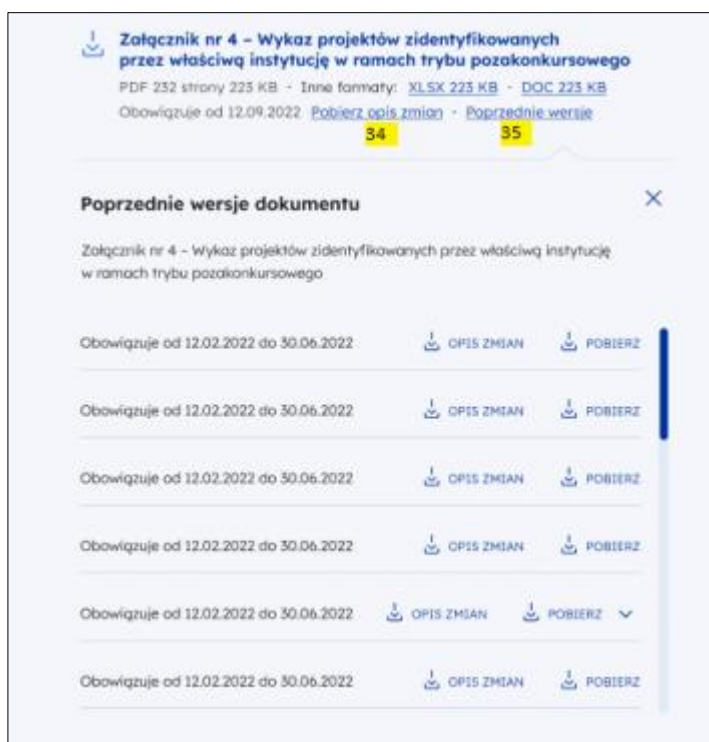 Załącznik nr 4 – Wykaz projektów zidentyfikowanych
przez właściwą instytucję w ramach trybu pozakonkursowego
PDF 232 strony 223 KB - Inne formaty: XLSX 223 KB - DOC 223 KB
Obowiązuje od 12.09.2022 Pobierz opis zmian - Poprzednie wersje
34 35
Poprzednie wersje dokumentu
Załącznik nr 4 – Wykaz projektów zidentyfikowanych przez właściwą instytucję
w ramach trybu pozakonkursowego
Obowiązuje od 12.02.2022 do 30.06.2022 OPIS ZMIAN POBIERZ
Obowiązuje od 12.02.2022 do 30.06.2022 OPIS ZMIAN POBIERZ
Obowiązuje od 12.02.2022 do 30.06.2022 OPIS ZMIAN POBIERZ
Obowiązuje od 12.02.2022 do 30.06.2022 OPIS ZMIAN POBIERZ
Obowiązuje od 12.02.2022 do 30.06.2022 OPIS ZMIAN POBIERZ
Obowiązuje od 12.02.2022 do 30.06.2022 OPIS ZMIAN POBIERZ